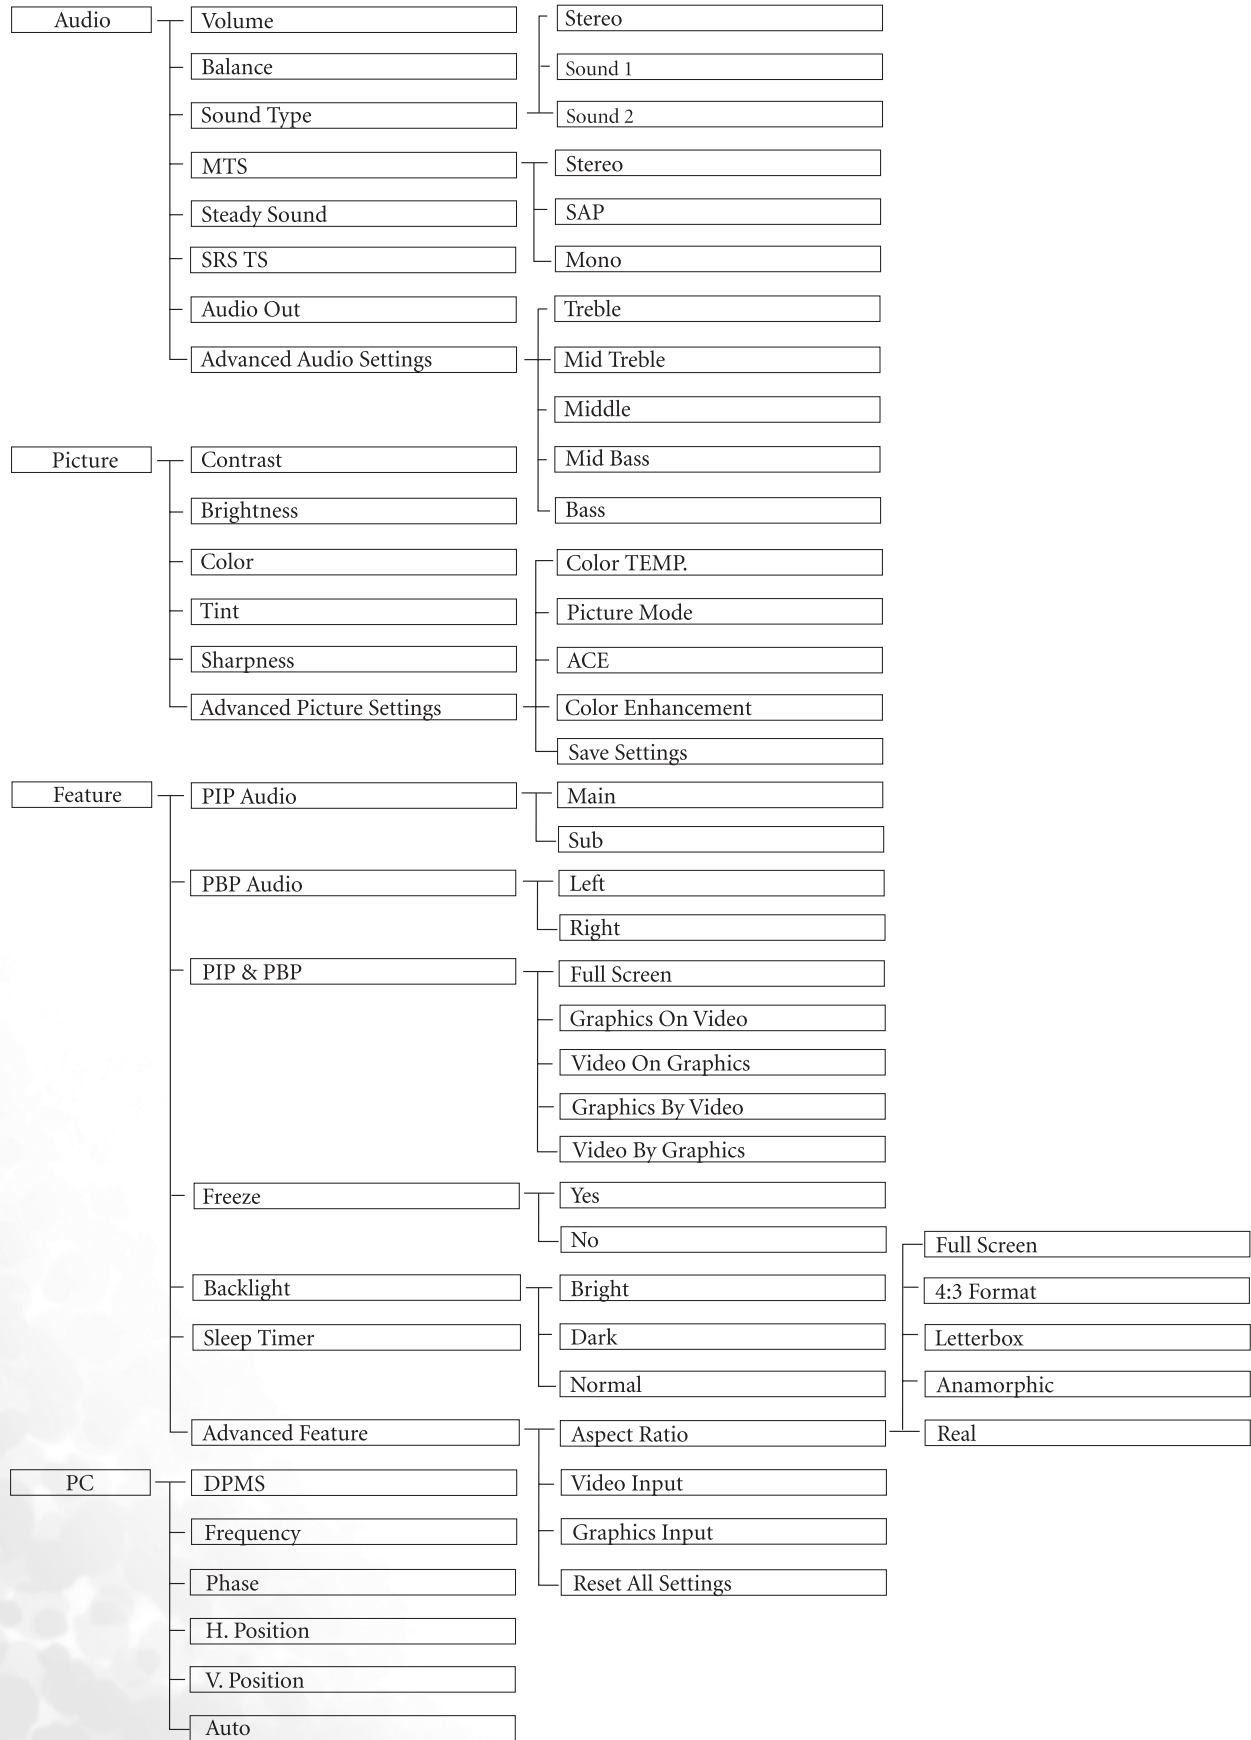 Audio
Volume
Balance
Sound Type
Stereo
Sound 1
Sound 2
MTS
Stereo
SAP
Mono
Steady Sound
SRS TS
Audio Out
Advanced Audio Settings
Treble
Mid Treble
Middle
Mid Bass
Bass
Picture
Contrast
Brightness
Color
Tint
Sharpness
Advanced Picture Settings
Color TEMP.
Picture Mode
ACE
Color Enhancement
Save Settings
Feature
PIP Audio
Main
Sub
PBP Audio
Left
Right
PIP & PBP
Full Screen
Graphics On Video
Video On Graphics
Graphics By Video
Video By Graphics
Freeze
Yes
No
Backlight
Bright
Dark
Normal
Sleep Timer
Advanced Feature
Aspect Ratio
Full Screen
4:3 Format
Letterbox
Anamorphic
Real
Video Input
Graphics Input
Reset All Settings
PC
DPMS
Frequency
Phase
H. Position
V. Position
Auto